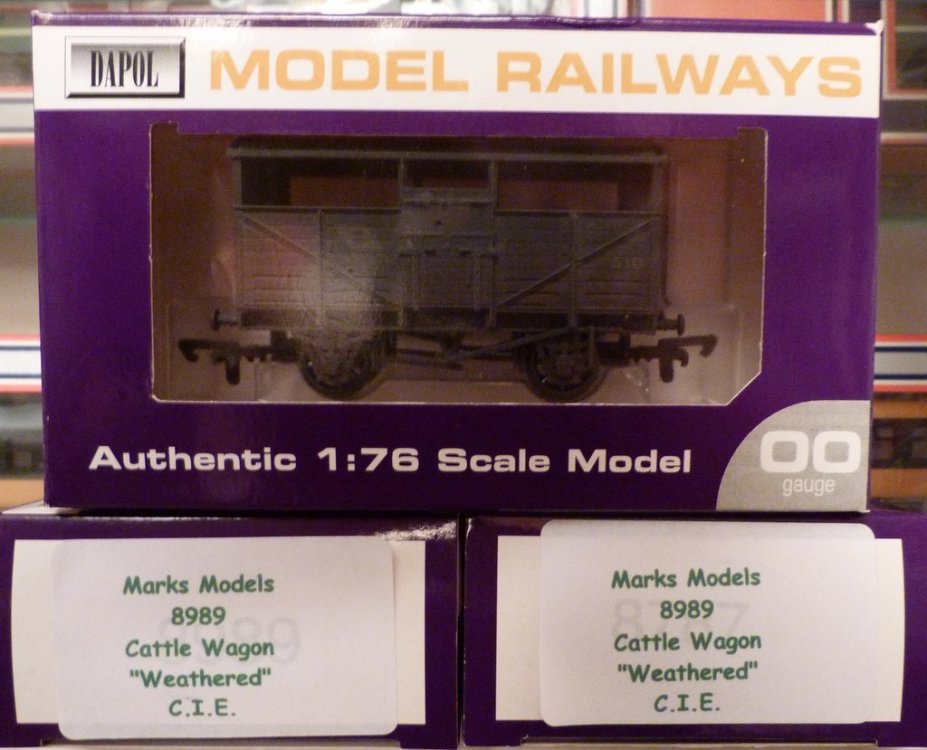 DAPOL MODEL RAILWAYS
Authentic 1:76 Scale Model
OO
gauge
Marks Models
8989
Cattle Wagon
"Weathered"
C.I.E.
Marks Models
8989
Cattle Wagon
"Weathered"
C.I.E.